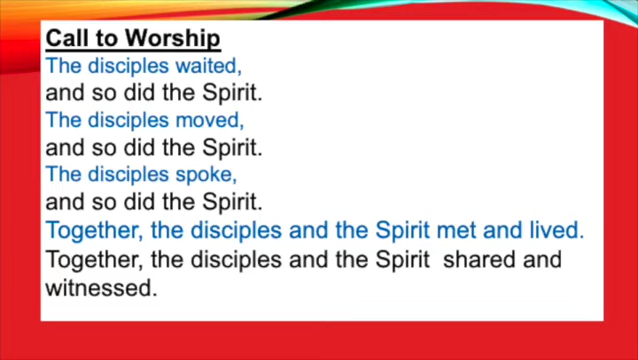 Call to Worship
The disciples waited,
and so did the Spirit.
The disciples moved,
and so did the Spirit.
The disciples spoke,
and so did the Spirit.
Together, the disciples and the Spirit met and lived.
Together, the disciples and the Spirit  shared and
witnessed.